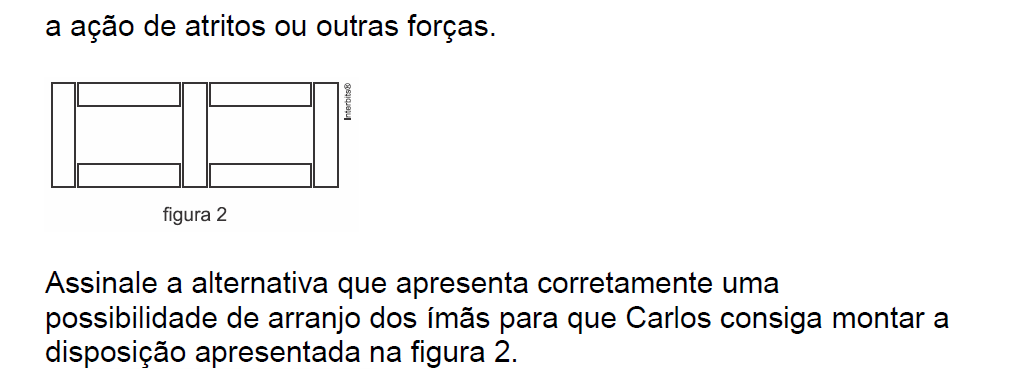 a ação de atritos ou outras forças.
Interbits®
figura 2
Assinale a alternativa que apresenta corretamente uma
possibilidade de arranjo dos ímãs para que Carlos consiga montar a
disposição apresentada na figura 2.